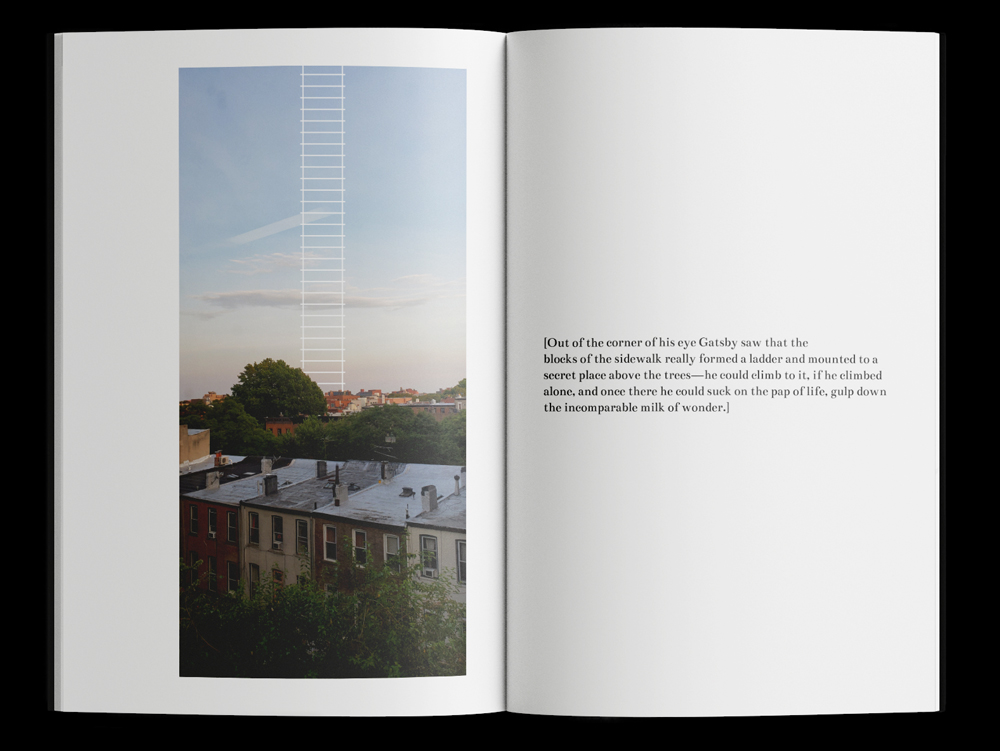 [Out of the corner of his eye Gatsby saw that the
blocks of the sidewalk really formed a ladder and mounted to a
secret place above the trees—he could climb to it, if he climbed
alone, and once there he could suck on the pap of life, gulp down
the incomparable milk of wonder.]